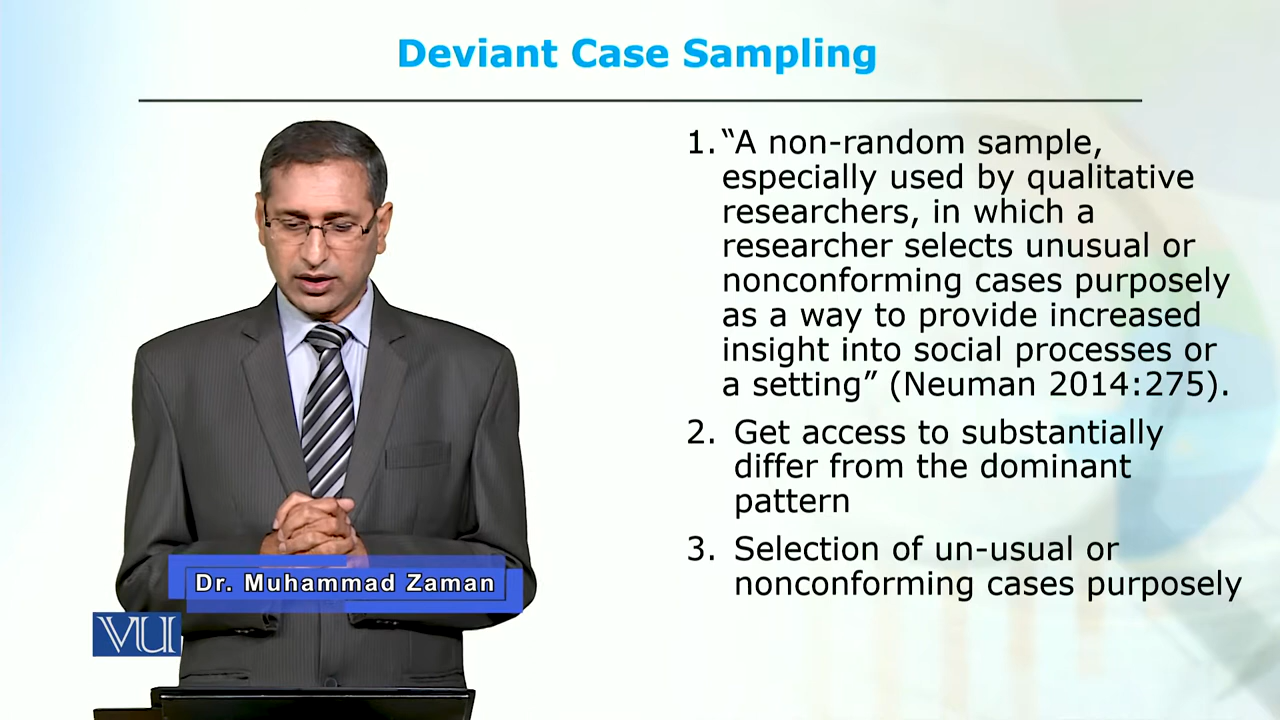 Deviant Case Sampling
1. “A non-random sample,
especially used by qualitative
researchers, in which a
researcher selects unusual or
nonconforming cases purposely
as a way to provide increased
insight into social processes or
a setting” (Neuman 2014:275).
2. Get access to substantially
differ from the dominant
pattern
3. Selection of un-usual or
nonconforming cases purposely
Dr. Muhammad Zaman
VU